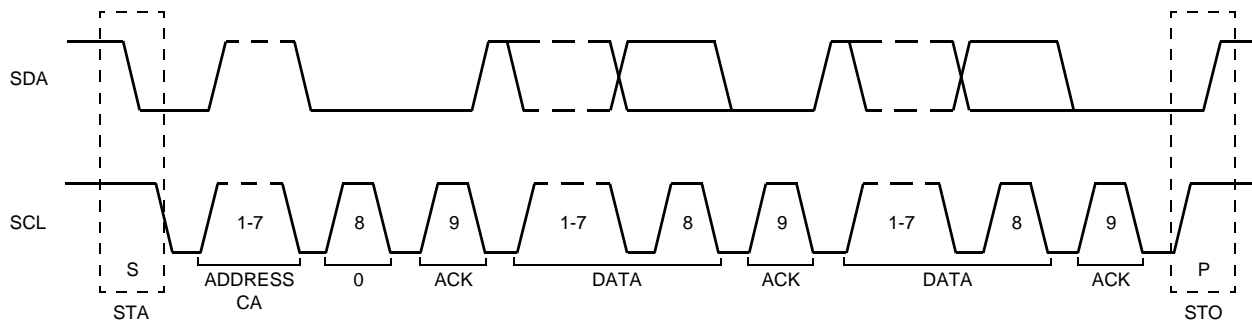 SDA
SCL
1-7
8
9
1-7
8
9
1-7
8
9
S
P
ADDRESS
CA
0
ACK
DATA
ACK
DATA
ACK
STA
STO